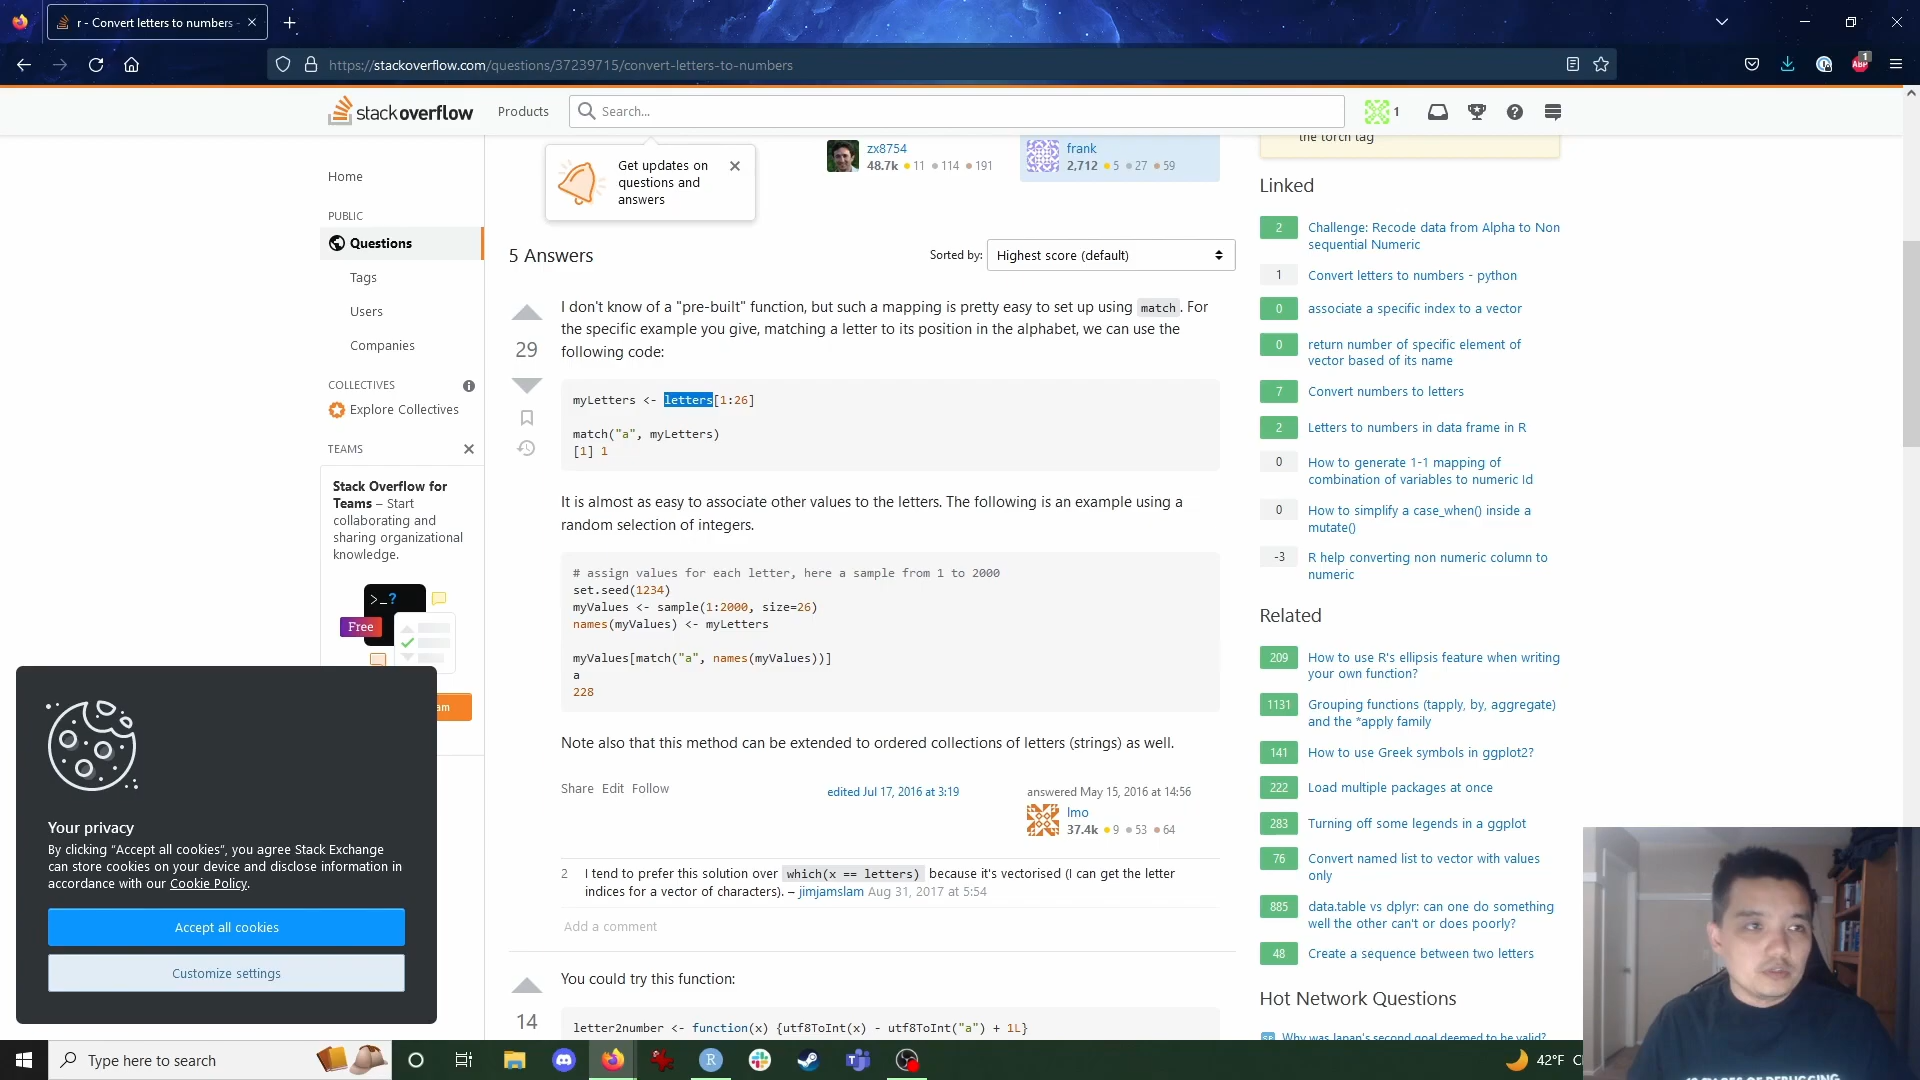 r - Convert letters to numbers -
https://stackoverflow.com/questions/37239715/convert-letters-to-numbers
1
ABP
stackoverflow
Products
Search...
1
Get updates on
questions and
answers
zx8754
48.7k 11 114 191
frank
2,712 5 27 59
the torch tag
Home
PUBLIC
Questions
Tags
Users
Companies
COLLECTIVES
Explore Collectives
TEAMS
Stack Overflow for
Teams – Start
collaborating and
sharing organizational
knowledge.
>_?
Free
am
Your privacy
By clicking “Accept all cookies”, you agree Stack Exchange
can store cookies on your device and disclose information in
accordance with our Cookie Policy.
Accept all cookies
Customize settings
5 Answers
Sorted by:
Highest score (default)
29
I don't know of a "pre-built" function, but such a mapping is pretty easy to set up using match. For
the specific example you give, matching a letter to its position in the alphabet, we can use the
following code:
myLetters <- letters[1:26]
match("a", myLetters)
[1] 1
It is almost as easy to associate other values to the letters. The following is an example using a
random selection of integers.
# assign values for each letter, here a sample from 1 to 2000
set.seed(1234)
myValues <- sample(1:2000, size=26)
names(myValues) <- myLetters
myValues[match("a", names(myValues))]
a
228
Note also that this method can be extended to ordered collections of letters (strings) as well.
Share Edit Follow
edited Jul 17, 2016 at 3:19
answered May 15, 2016 at 14:56
lmo
37.4k 9 53 64
2 I tend to prefer this solution over which(x == letters) because it's vectorised (I can get the letter
indices for a vector of characters). – jimjamslam Aug 31, 2017 at 5:54
Add a comment
14
You could try this function:
letter2number <- function(x) {utf8ToInt(x) - utf8ToInt("a") + 1L}
Linked
2 Challenge: Recode data from Alpha to Non
sequential Numeric
1 Convert letters to numbers - python
0 associate a specific index to a vector
0 return number of specific element of
vector based of its name
7 Convert numbers to letters
2 Letters to numbers in data frame in R
0 How to generate 1-1 mapping of
combination of variables to numeric Id
0 How to simplify a case_when() inside a
mutate()
-3 R help converting non numeric column to
numeric
Related
209 How to use R's ellipsis feature when writing
your own function?
1131 Grouping functions (tapply, by, aggregate)
and the *apply family
141 How to use Greek symbols in ggplot2?
222 Load multiple packages at once
283 Turning off some legends in a ggplot
76 Convert named list to vector with values
only
885 data.table vs dplyr: can one do something
well the other can't or does poorly?
48 Create a sequence between two letters
Hot Network Questions
Why was Japan's second goal deemed to be valid?
Type here to search
R
42°F